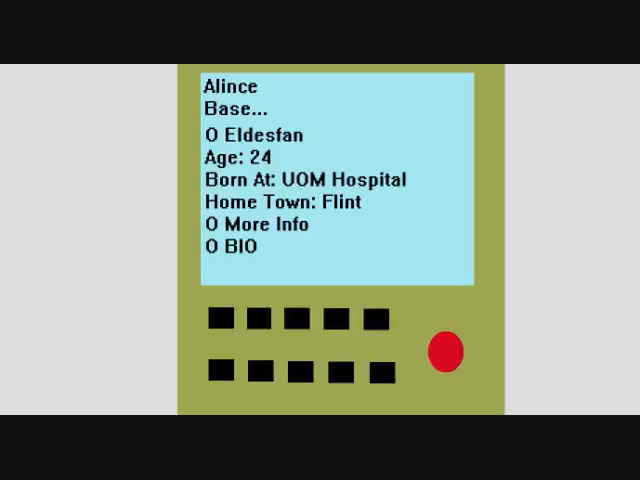 Alince
Base...
O Eldesfan
Age: 24
Born At: UOM Hospital
Home Town: Flint
O More Info
O BIO